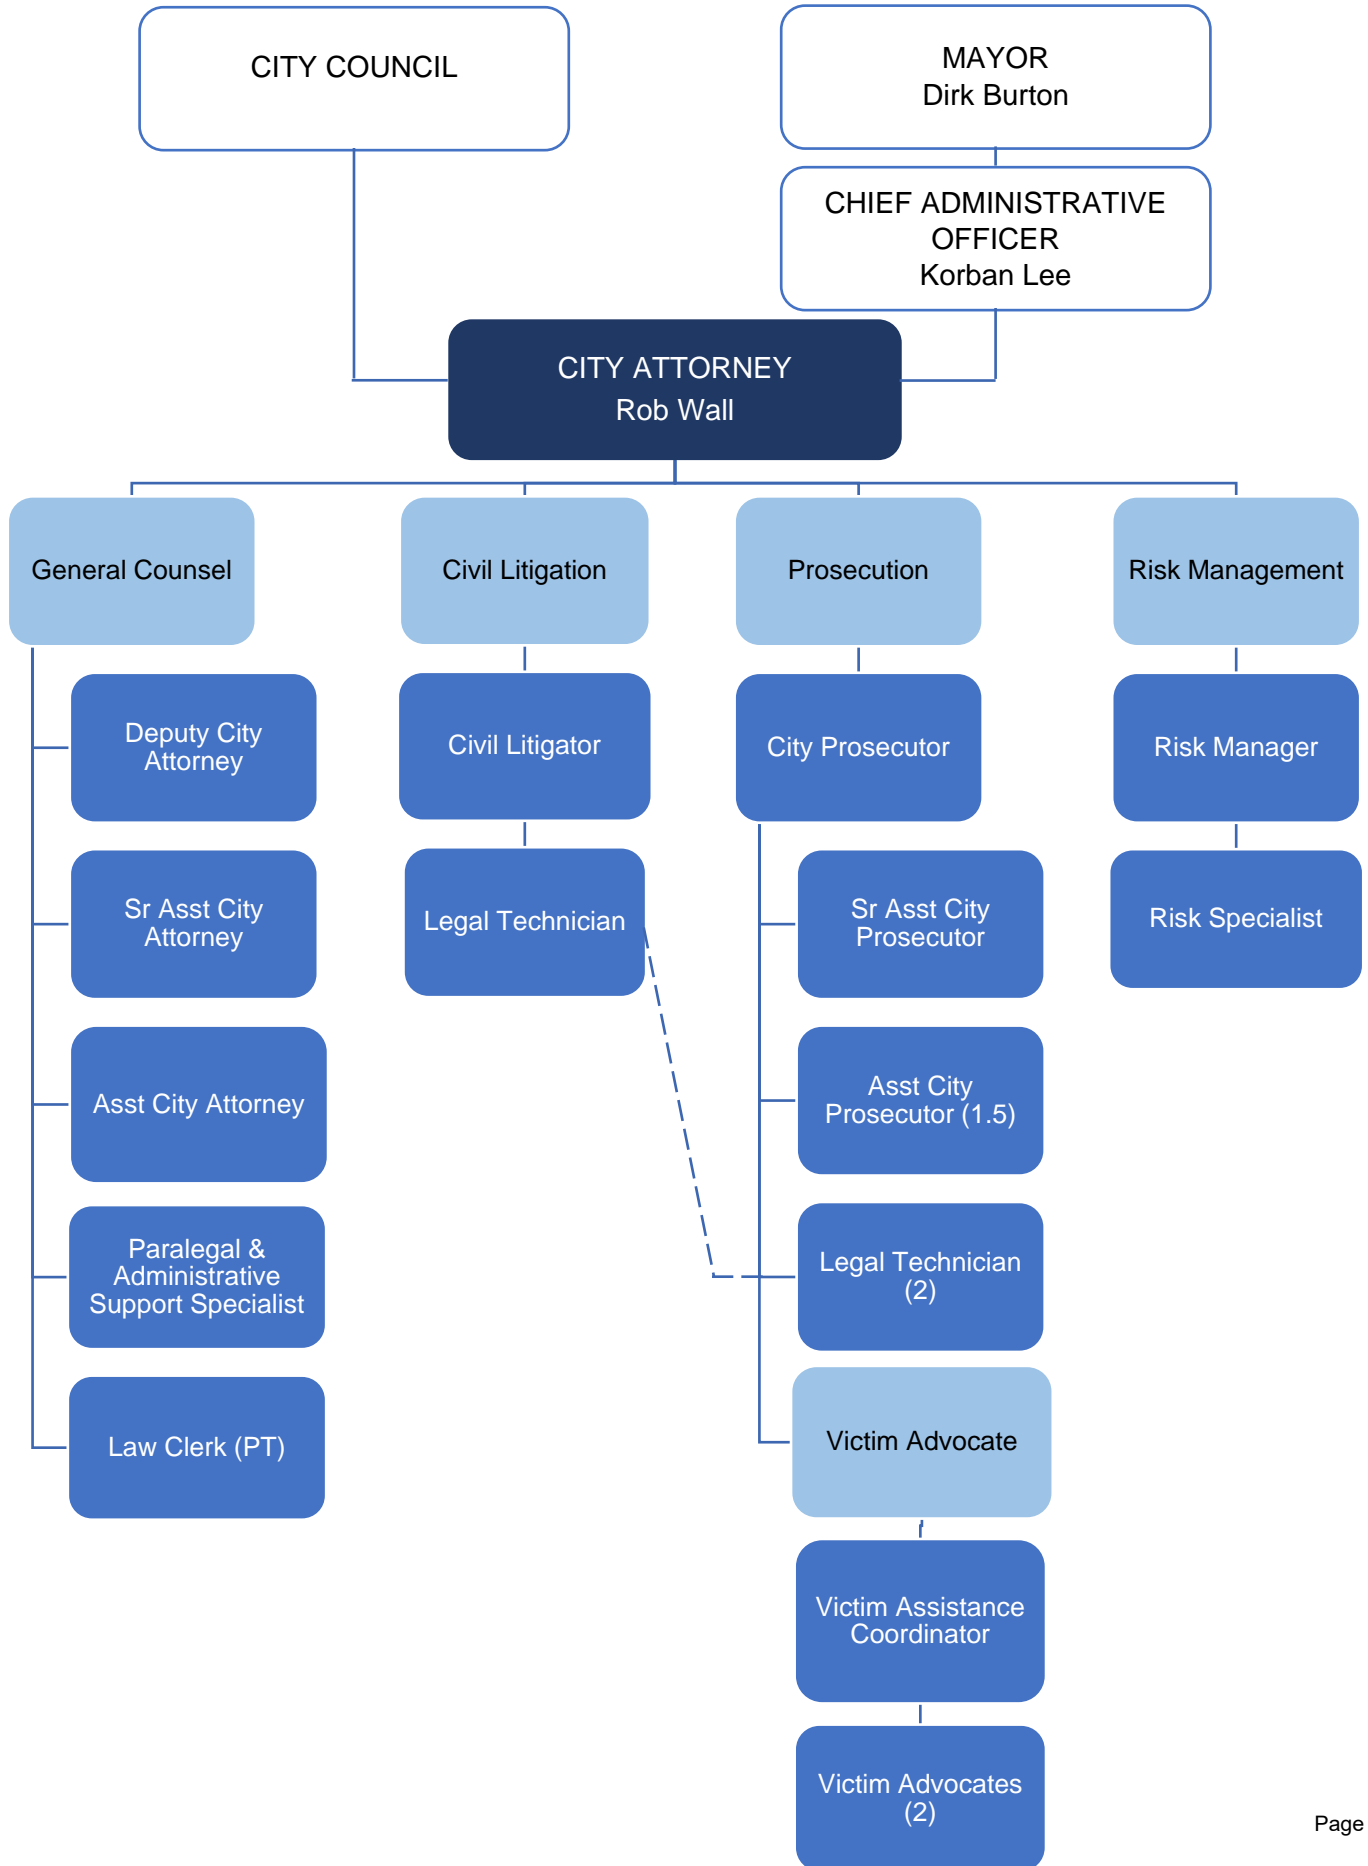 CITY COUNCIL
MAYOR
Dirk Burton
CHIEF ADMINISTRATIVE
OFFICER
Korban Lee
CITY ATTORNEY
Rob Wall
General Counsel
Civil Litigation
Prosecution
Risk Management
Deputy City
Attorney
Civil Litigator
City Prosecutor
Risk Manager
Sr Asst City
Attorney
Legal Technician
Sr Asst City
Prosecutor
Risk Specialist
Asst City Attorney
Asst City
Prosecutor (1.5)
Paralegal &
Administrative
Support Specialist
Legal Technician
(2)
Law Clerk (PT)
Victim Advocate
Victim Assistance
Coordinator
Victim Advocates
(2)
Page